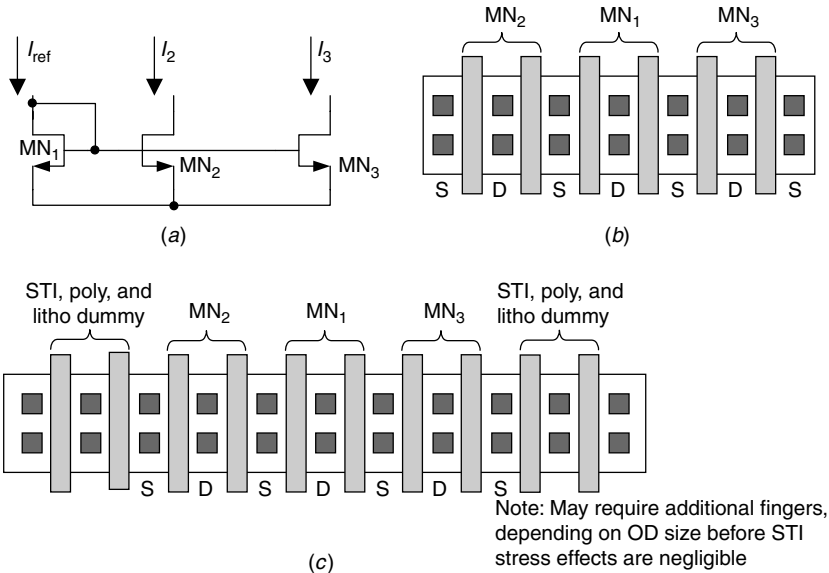 I_ref I_2 I_3
MN_1 MN_2 MN_3
(a)
MN_2 MN_1 MN_3
S D S D S D S
(b)
STI, poly, and
litho dummy
MN_2 MN_1 MN_3
STI, poly, and
litho dummy
S D S D S D S
Note: May require additional fingers,
depending on OD size before STI
stress effects are negligible
(c)